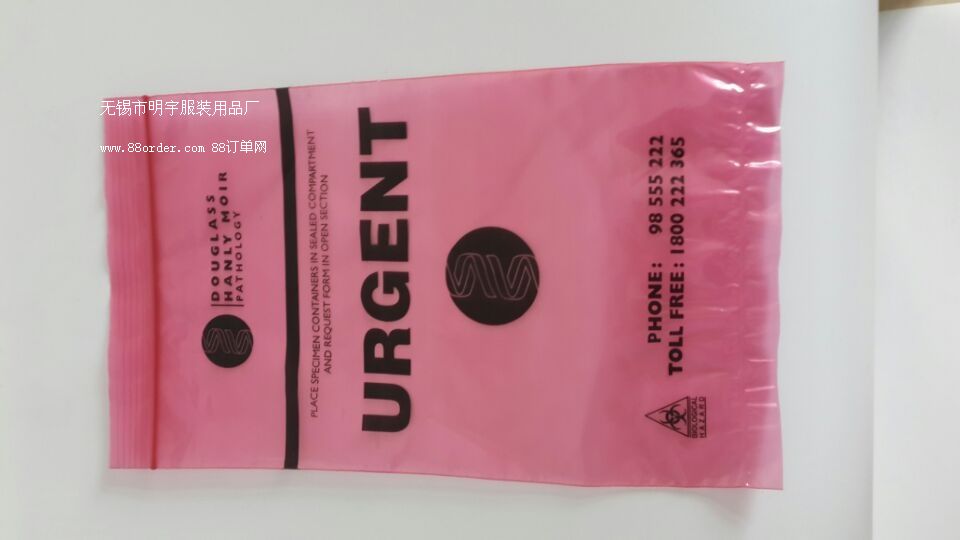 无锡市明宇服装用品厂
www.88order.com 88订单网
DOUGLASS
HANLY MOIR
PATHOLOGY
PLACE SPECIMEN CONTAINERS IN SEALED COMPARTMENT
AND REQUEST FORM IN OPEN SECTION
URGENT
PHONE: 98 555 222
TOLL FREE: 1800 222 365
BIOLOGICAL
HAZARD